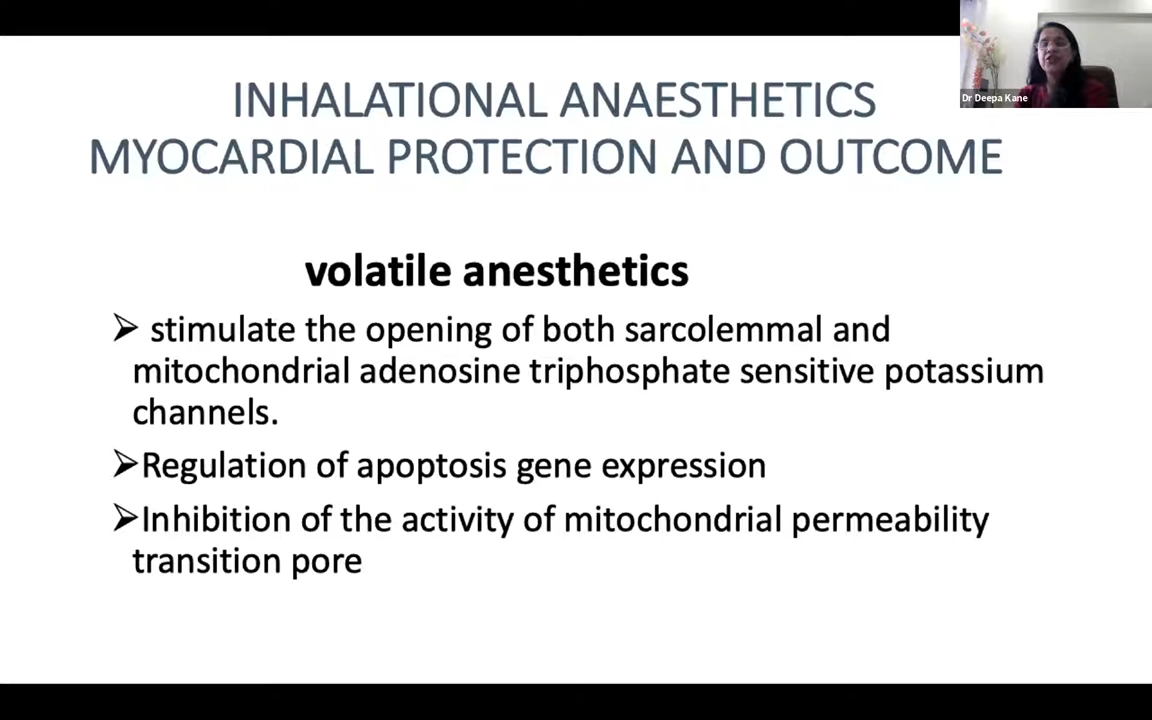 INHALATIONAL ANAESTHETICS
MYOCARDIAL PROTECTION AND OUTCOME
Dr Deepa Kane
volatile anesthetics
➢ stimulate the opening of both sarcolemmal and
mitochondrial adenosine triphosphate sensitive potassium
channels.
➢Regulation of apoptosis gene expression
➢Inhibition of the activity of mitochondrial permeability
transition pore